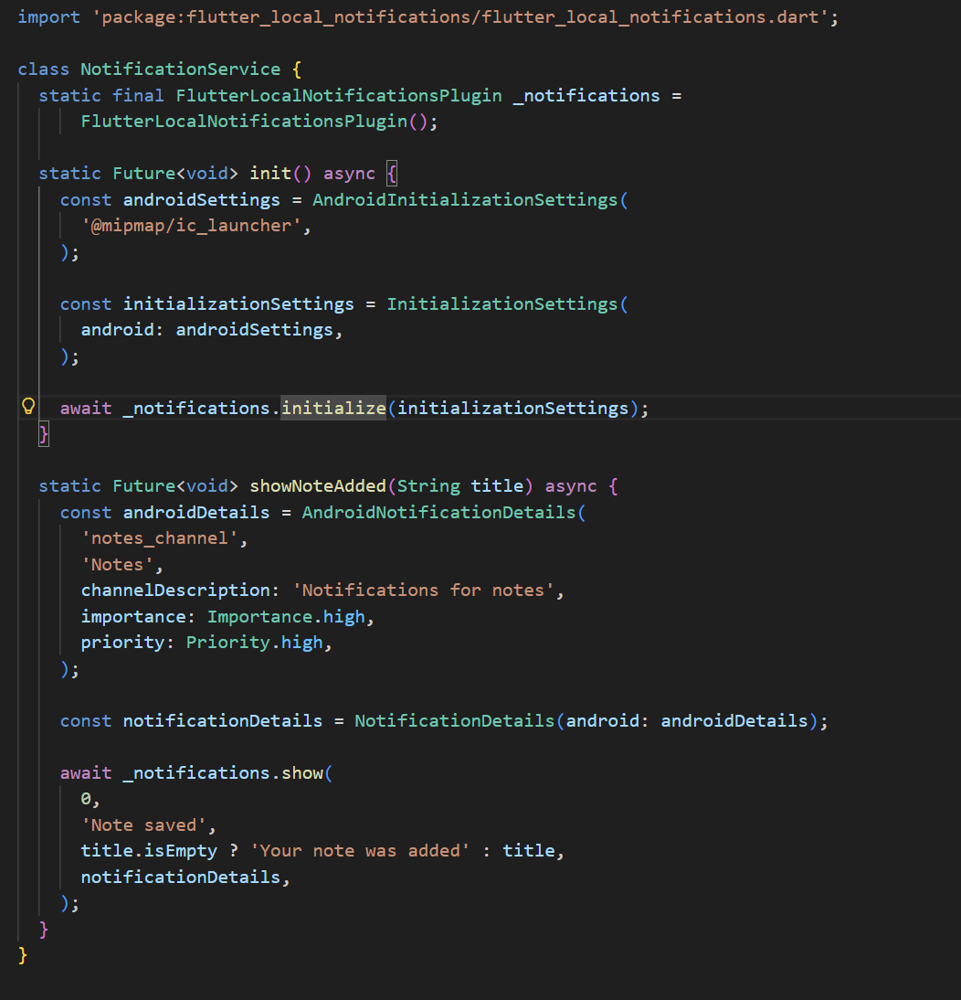 import 'package:flutter_local_notifications/flutter_local_notifications.dart';
class NotificationService {
static final FlutterLocalNotificationsPlugin _notifications =
FlutterLocalNotificationsPlugin();
static Future<void> init() async {
const androidSettings = AndroidInitializationSettings(
'@mipmap/ic_launcher',
);
const initializationSettings = InitializationSettings(
android: androidSettings,
);
await _notifications.initialize(initializationSettings);
}
static Future<void> showNoteAdded(String title) async {
const androidDetails = AndroidNotificationDetails(
'notes_channel',
'Notes',
channelDescription: 'Notifications for notes',
importance: Importance.high,
priority: Priority.high,
);
const notificationDetails = NotificationDetails(android: androidDetails);
await _notifications.show(
0,
'Note saved',
title.isEmpty ? 'Your note was added' : title,
notificationDetails,
);
}
}